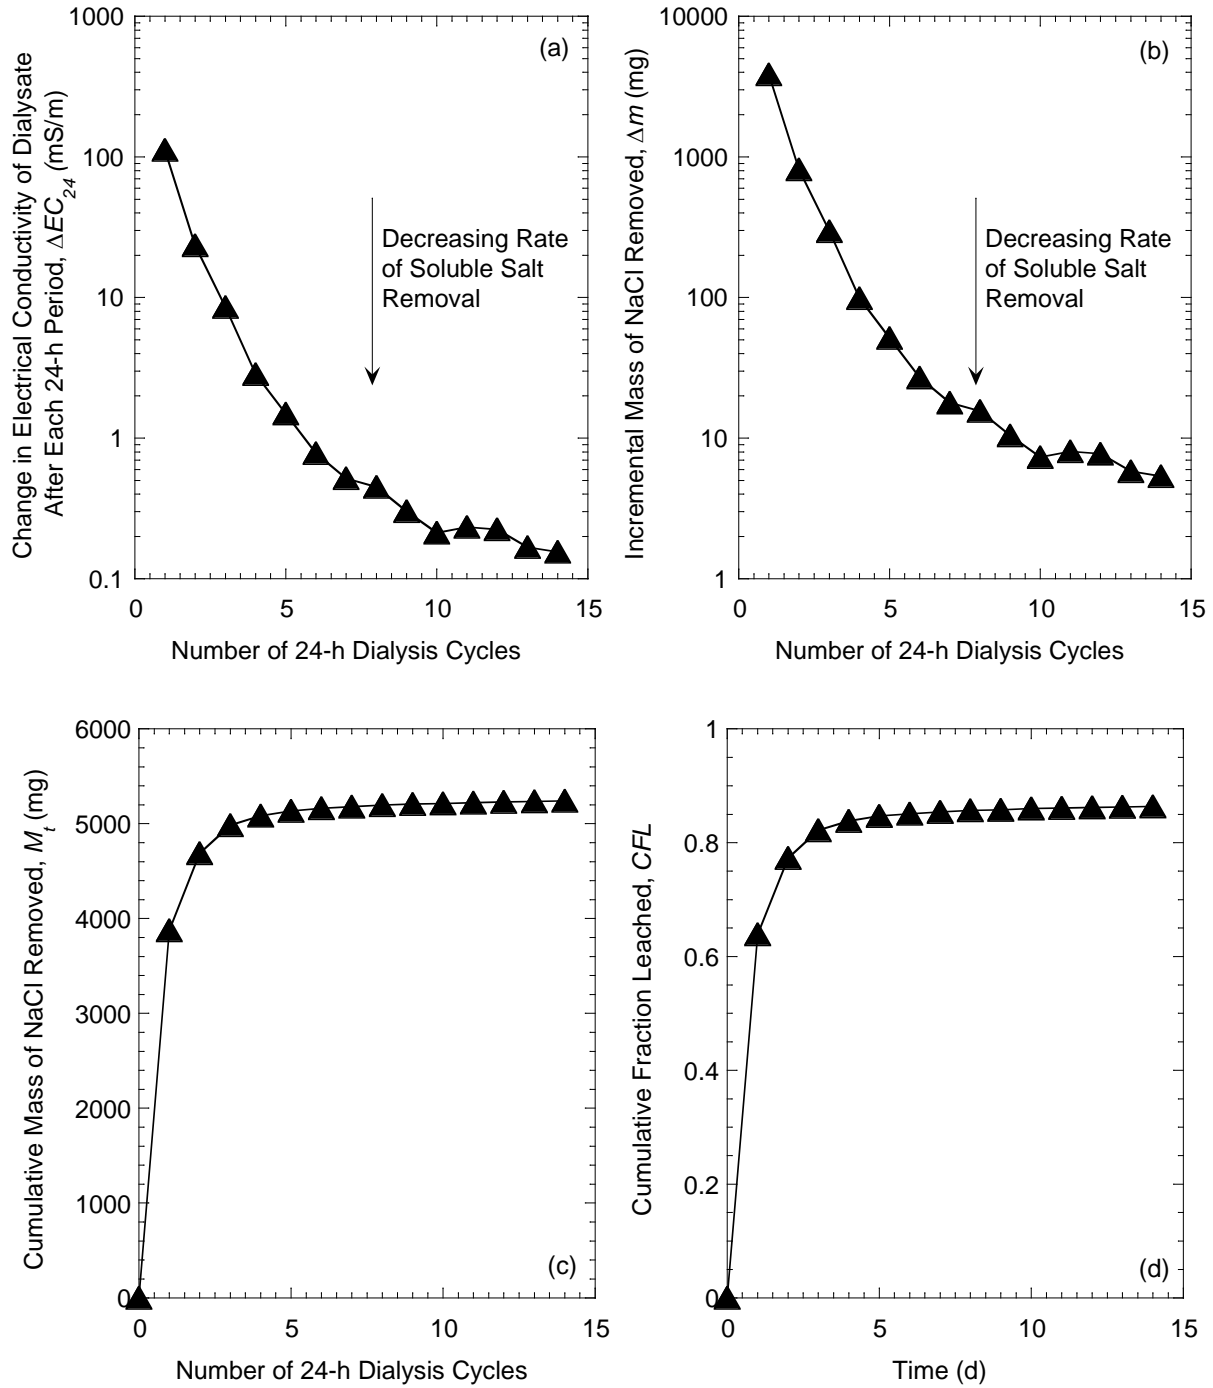 Change in Electrical Conductivity of Dialysate
After Each 24-h Period, ΔEC24 (mS/m)
1000
100
10
1
0.1
(a)
Decreasing Rate
of Soluble Salt
Removal
0 5 10 15
Number of 24-h Dialysis Cycles
Incremental Mass of NaCl Removed, Δm (mg)
10000
1000
100
10
1
(b)
Decreasing Rate
of Soluble Salt
Removal
0 5 10 15
Number of 24-h Dialysis Cycles
Cumulative Mass of NaCl Removed, Mt (mg)
6000
5000
4000
3000
2000
1000
0
(c)
0 5 10 15
Number of 24-h Dialysis Cycles
Cumulative Fraction Leached, CFL
1
0.8
0.6
0.4
0.2
0
(d)
0 5 10 15
Time (d)